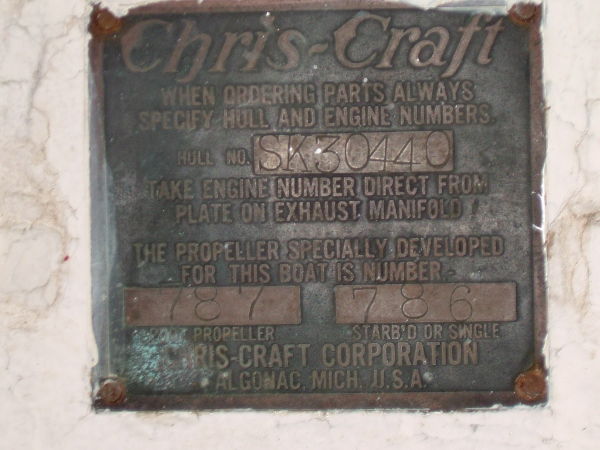 Chris-Craft
WHEN ORDERING PARTS ALWAYS
SPECIFY HULL AND ENGINE NUMBERS.
HULL NO. SK30440
TAKE ENGINE NUMBER DIRECT FROM
PLATE ON EXHAUST MANIFOLD
THE PROPELLER SPECIALLY DEVELOPED
FOR THIS BOAT IS NUMBER-
787 786
PORT PROPELLER STARB'D OR SINGLE
CHRIS-CRAFT CORPORATION
ALGONAC, MICH. U.S.A.